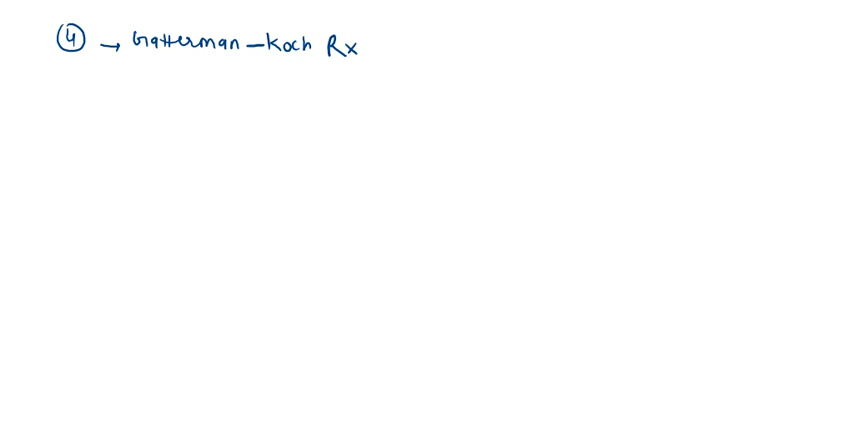 ④ → Gatterman - Koch Rx